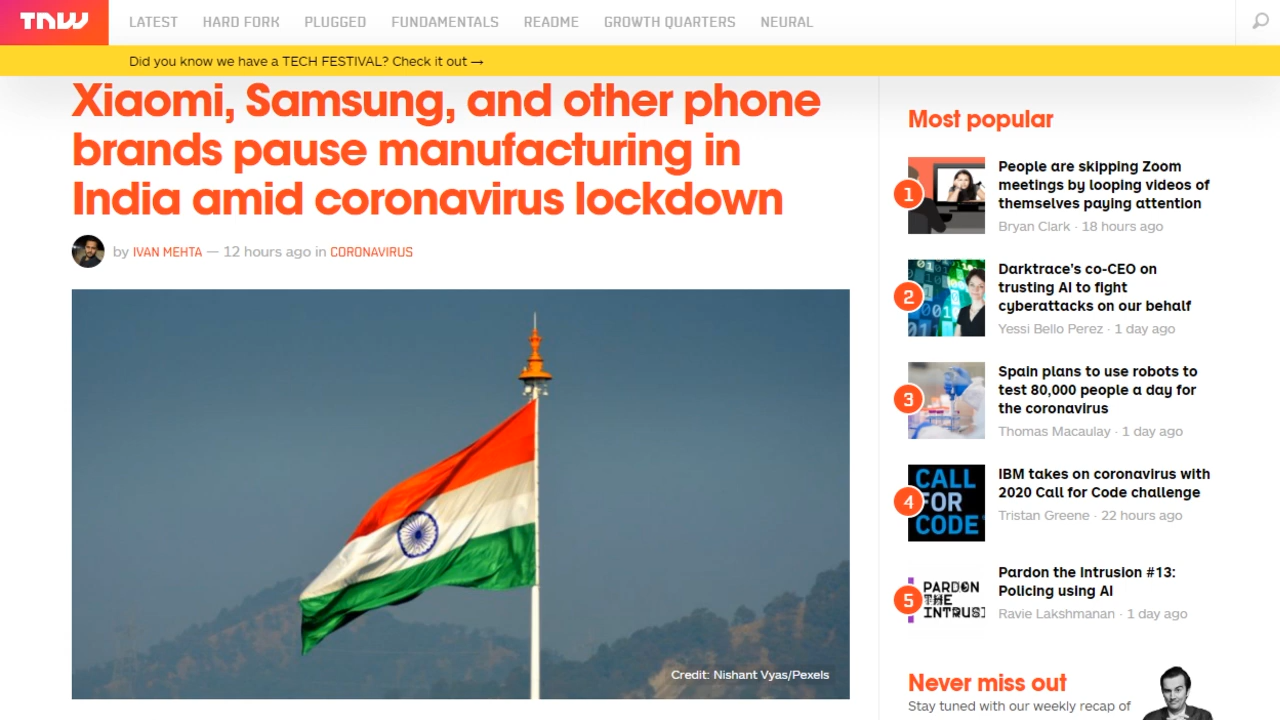 TNW
LATEST HARD FORK PLUGGED FUNDAMENTALS README GROWTH QUARTERS NEURAL
Did you know we have a TECH FESTIVAL? Check it out →
Xiaomi, Samsung, and other phone
brands pause manufacturing in
India amid coronavirus lockdown
by IVAN MEHTA — 12 hours ago in CORONAVIRUS
Credit: Nishant Vyas/Pexels
Most popular
1
People are skipping Zoom
meetings by looping videos of
themselves paying attention
Bryan Clark · 18 hours ago
2
Darktrace's co-CEO on
trusting AI to fight
cyberattacks on our behalf
Yessi Bello Perez · 1 day ago
3
Spain plans to use robots to
test 80,000 people a day for
the coronavirus
Thomas Macaulay · 1 day ago
CALL
FOR
CODE
4
IBM takes on coronavirus with
2020 Call for Code challenge
Tristan Greene · 22 hours ago
PARDON
THE
INTRUSI
5
Pardon the Intrusion #13:
Policing using AI
Ravie Lakshmanan · 1 day ago
Never miss out
Stay tuned with our weekly recap of